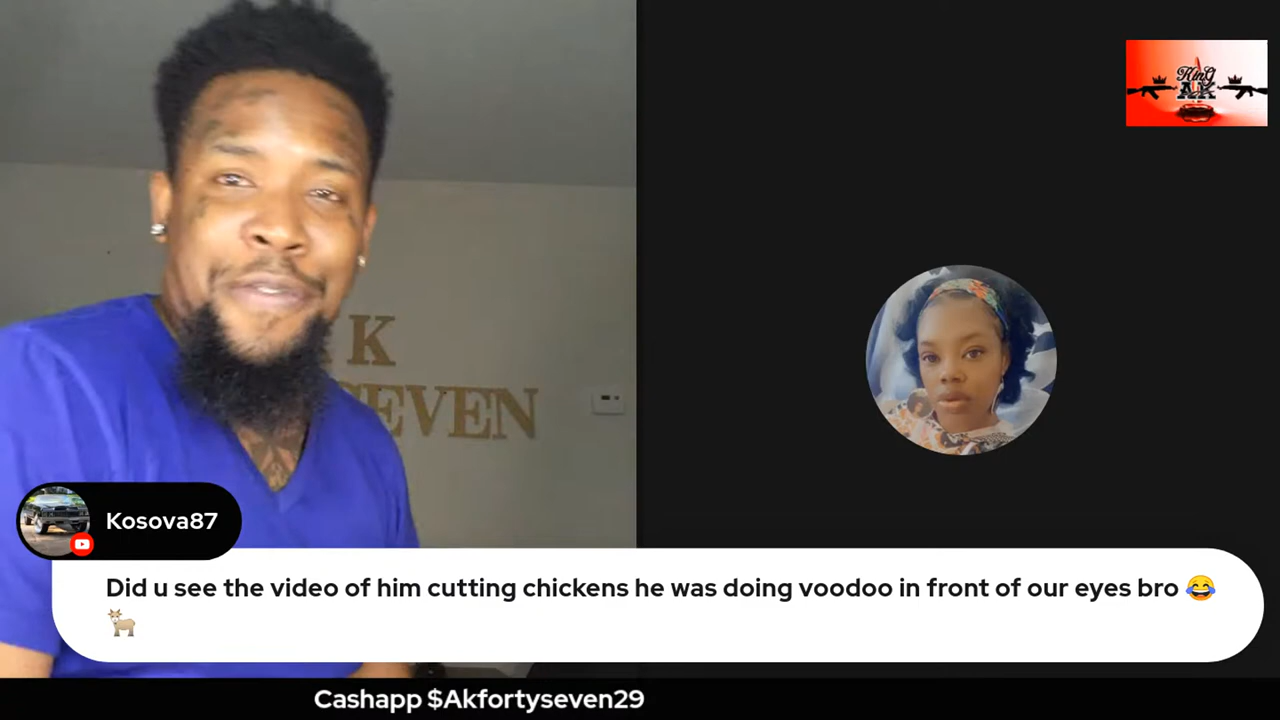 KinG
AK
K
SEVEN
Kosova87
Did u see the video of him cutting chickens he was doing voodoo in front of our eyes bro 😂
🐐
Cashapp $Akfortyseven29